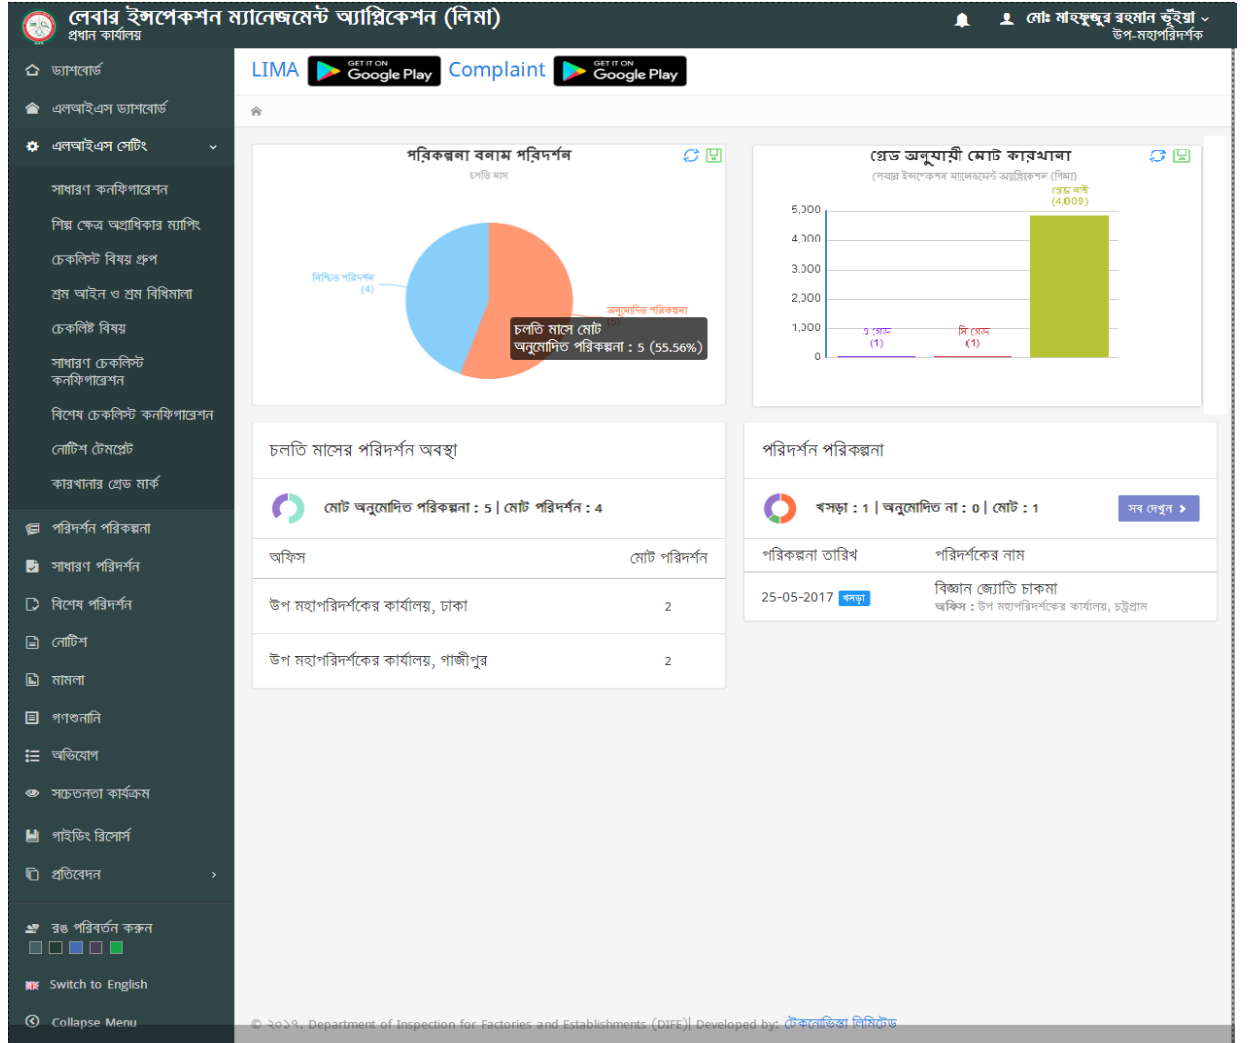 লেবার ইন্সপেকশন ম্যানেজমেন্ট অ্যাপ্লিকেশন (লিমা)
প্রধান কার্যালয়
মোঃ মাহফুজুর রহমান ভূঁইয়া
উপ-মহাপরিদর্শক
ড্যাশবোর্ড
এলআইএস ড্যাশবোর্ড
এলআইএস সেটিং
সাধারণ কনফিগারেশন
শিল্প ক্ষেত্র অগ্রাধিকার ম্যাপিং
চেকলিস্ট বিষয় গ্রুপ
শ্রম আইন ও শ্রম বিধিমালা
চেকলিষ্ট বিষয়
সাধারণ চেকলিস্ট
কনফিগারেশন
বিশেষ চেকলিস্ট কনফিগারেশন
নোটিশ টেমপ্লেট
কারখানার গ্রেড মার্ক
পরিদর্শন পরিকল্পনা
সাধারণ পরিদর্শন
বিশেষ পরিদর্শন
নোটিশ
মামলা
গণশুনানি
অভিযোগ
সচেতনতা কার্যক্রম
গাইডিং রিসোর্স
প্রতিবেদন
রঙ পরিবর্তন করুন
Switch to English
Collapse Menu
LIMA GET IT ON Google Play Complaint GET IT ON Google Play
পরিকল্পনা বনাম পরিদর্শন
চলতি মাস
নিশ্চিত পরিদর্শন
(4)
অনুমোদিত পরিকল্পনা
(5)
চলতি মাসে মোট
অনুমোদিত পরিকল্পনা : 5 (55.56%)
গ্রেড অনুযায়ী মোট কারখানা
লেবার ইন্সপেকশন ম্যানেজমেন্ট অ্যাপ্লিকেশন (লিমা)
গ্রেড নাই
(4,809)
5,000
4,000
3,000
2,000
1,000
0
এ গ্রেড
(1)
সি গ্রেড
(1)
চলতি মাসের পরিদর্শন অবস্থা
মোট অনুমোদিত পরিকল্পনা : 5 | মোট পরিদর্শন : 4
অফিস মোট পরিদর্শন
উপ মহাপরিদর্শকের কার্যালয়, ঢাকা 2
উপ মহাপরিদর্শকের কার্যালয়, গাজীপুর 2
পরিদর্শন পরিকল্পনা
খসড়া : 1 | অনুমোদিত না : 0 | মোট : 1 সব দেখুন
পরিকল্পনা তারিখ পরিদর্শকের নাম
25-05-2017 খসড়া বিজ্ঞান জ্যোতি চাকমা
অফিস : উপ মহাপরিদর্শকের কার্যালয়, চট্টগ্রাম
© ২০১৭. Department of Inspection for Factories and Establishments (DIFE)| Developed by: টেকনোভিস্তা লিমিটেড